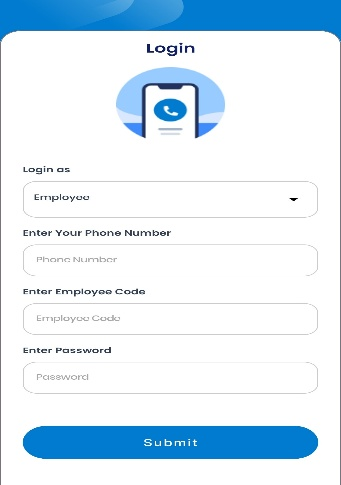 Login
Login as
Employee
Enter Your Phone Number
Phone Number
Enter Employee Code
Employee Code
Enter Password
Password
Submit